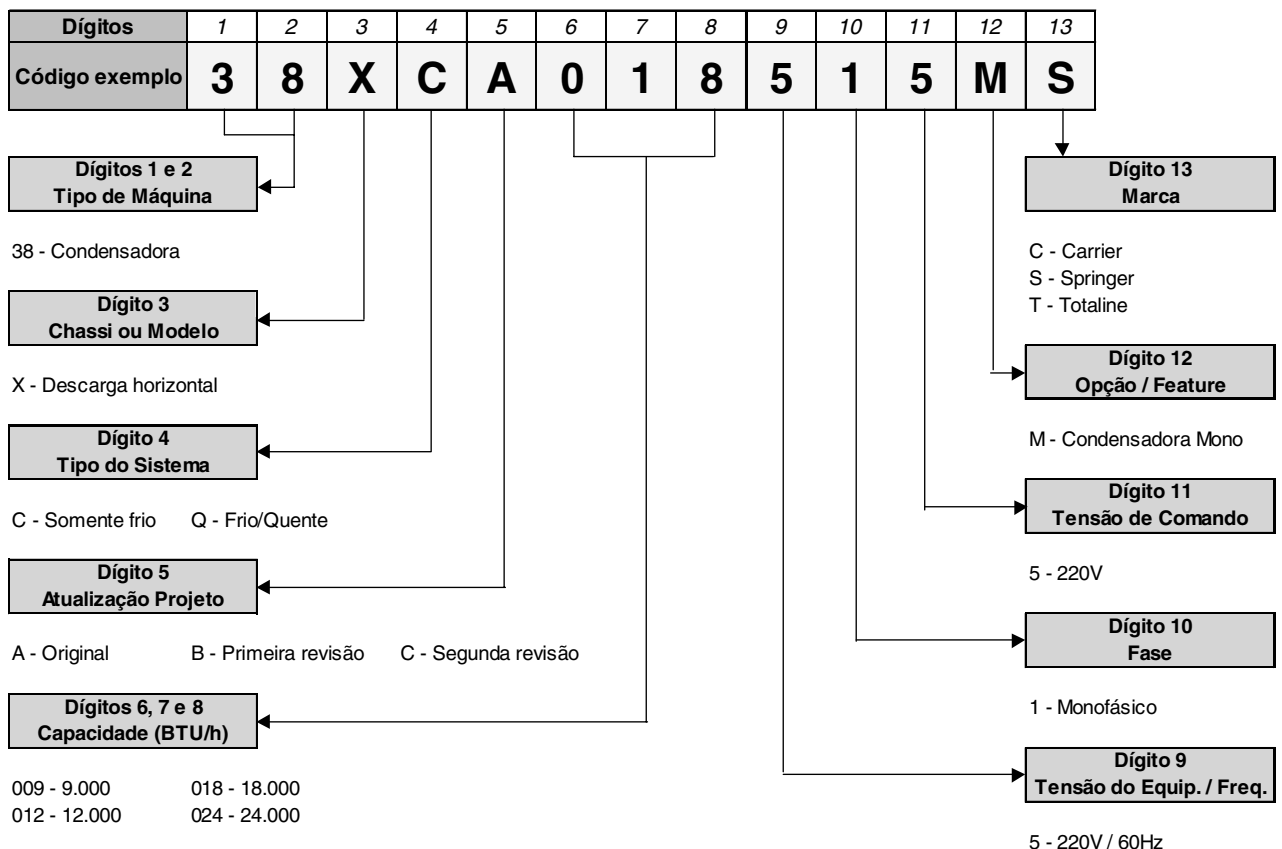 Dígitos 1 2 3 4 5 6 7 8 9 10 11 12 13
Código exemplo 3 8 X C A 0 1 8 5 1 5 M S
Dígitos 1 e 2
Tipo de Máquina
38 - Condensadora
Dígito 3
Chassi ou Modelo
X - Descarga horizontal
Dígito 4
Tipo do Sistema
C - Somente frio Q - Frio/Quente
Dígito 5
Atualização Projeto
A - Original B - Primeira revisão C - Segunda revisão
Dígitos 6, 7 e 8
Capacidade (BTU/h)
009 - 9.000 018 - 18.000
012 - 12.000 024 - 24.000
Dígito 13
Marca
C - Carrier
S - Springer
T - Totaline
Dígito 12
Opção / Feature
M - Condensadora Mono
Dígito 11
Tensão de Comando
5 - 220V
Dígito 10
Fase
1 - Monofásico
Dígito 9
Tensão do Equip. / Freq.
5 - 220V / 60Hz